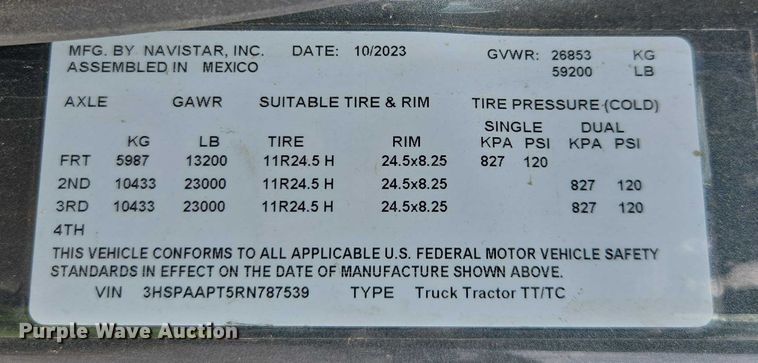 MFG. BY NAVISTAR, INC. DATE: 10/2023 GVWR: 26853 KG
ASSEMBLED IN MEXICO 59200 LB
AXLE GAWR SUITABLE TIRE & RIM TIRE PRESSURE (COLD)
SINGLE DUAL
KG LB TIRE RIM KPA PSI KPA PSI
FRT 5987 13200 11R24.5 H 24.5x8.25 827 120
2ND 10433 23000 11R24.5 H 24.5x8.25 827 120
3RD 10433 23000 11R24.5 H 24.5x8.25 827 120
4TH
THIS VEHICLE CONFORMS TO ALL APPLICABLE U.S. FEDERAL MOTOR VEHICLE SAFETY
STANDARDS IN EFFECT ON THE DATE OF MANUFACTURE SHOWN ABOVE.
VIN 3HSPAAPT5RN787539 TYPE Truck Tractor TT/TC
Purple Wave Auction